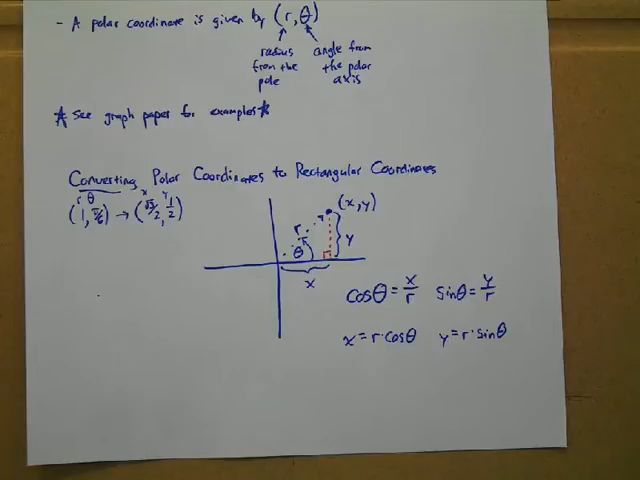 - A polar coordinate is given by (r, θ)
radius from the pole
angle from the polar axis
★ See graph paper for examples ★
Converting Polar Coordinates to Rectangular Coordinates
r θ x y
(1, π/6) → (√3/2, 1/2)
(x, y)
r
θ
y
x
cosθ = x/r sinθ = y/r
x = r·cosθ y = r·sinθ